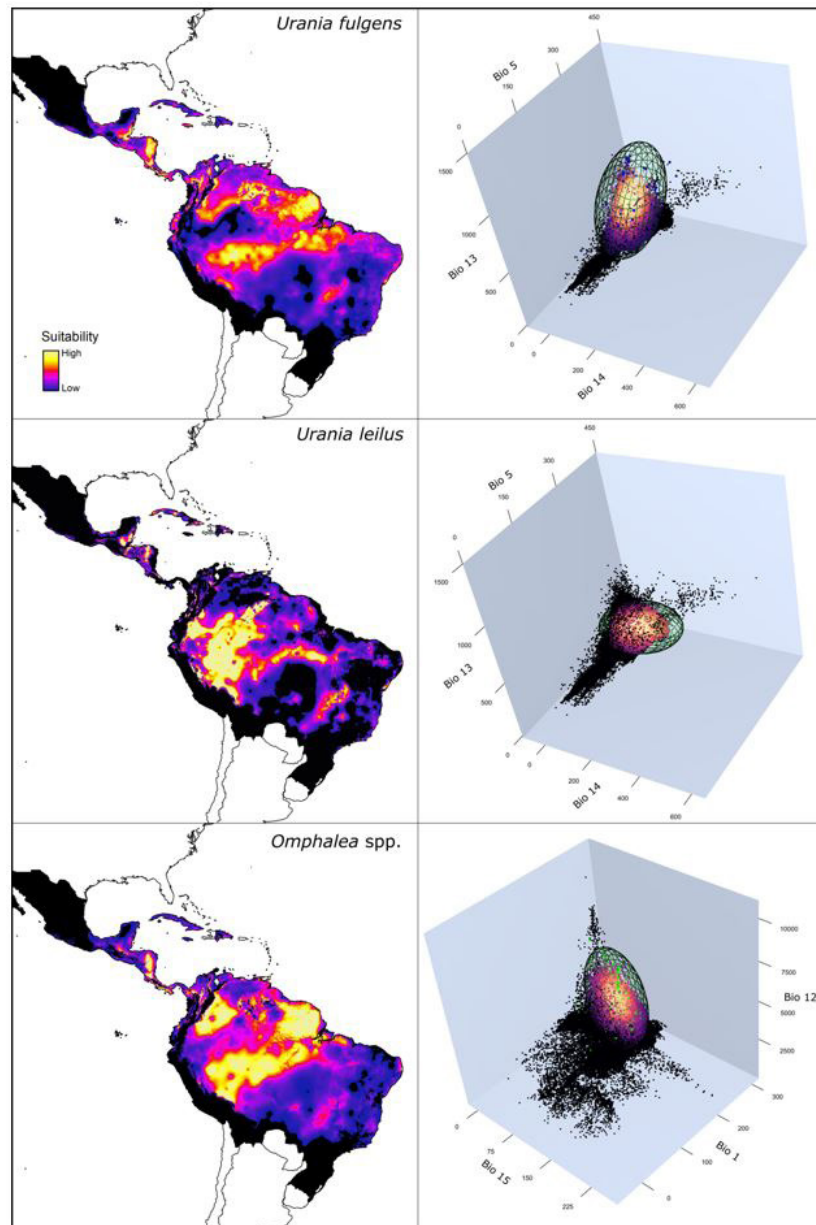 Urania fulgens
Suitability
High
Low
450
300
Bio 5
150
0
1500
1000
Bio 13
500
0
0
200
Bio 14
400
600
Urania leilus
450
300
Bio 5
150
0
1500
1000
Bio 13
500
0
0
200
Bio 14
400
600
Omphalea spp.
10000
7500
Bio 12
5000
2500
300
0
200
75
Bio 1
Bio 15
100
150
0
225